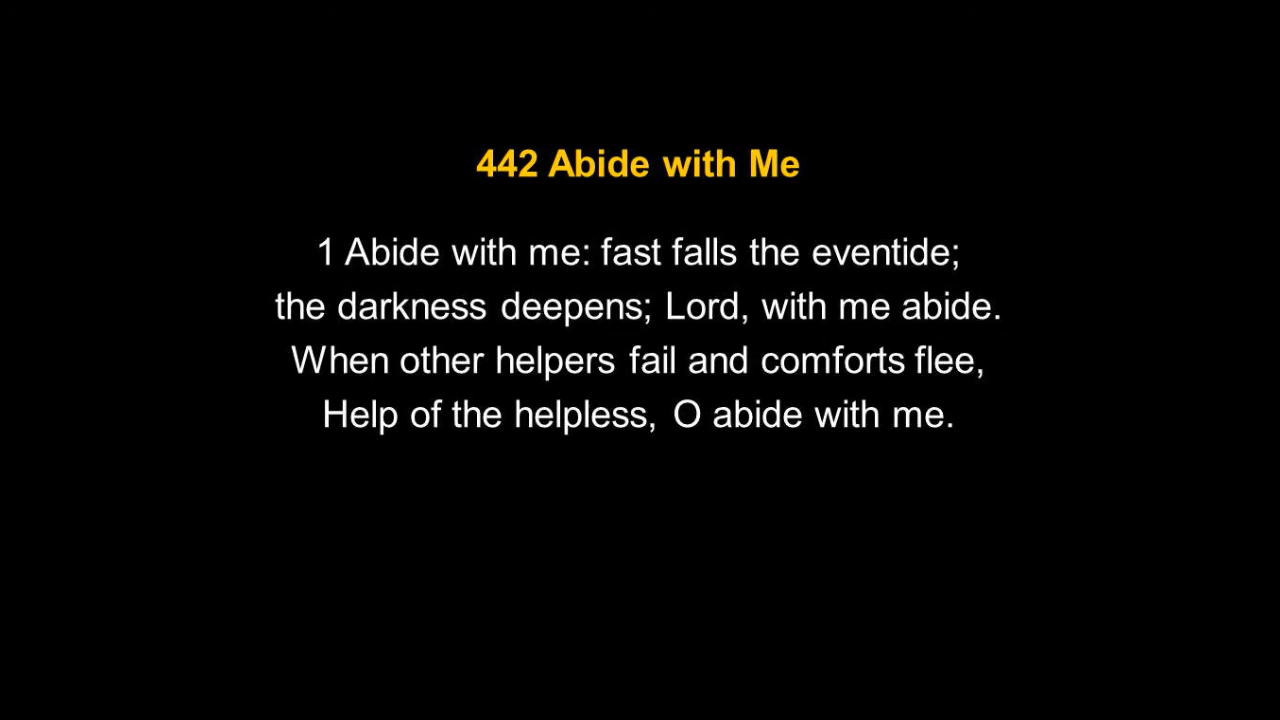 442 Abide with Me
1 Abide with me: fast falls the eventide;
the darkness deepens; Lord, with me abide.
When other helpers fail and comforts flee,
Help of the helpless, O abide with me.